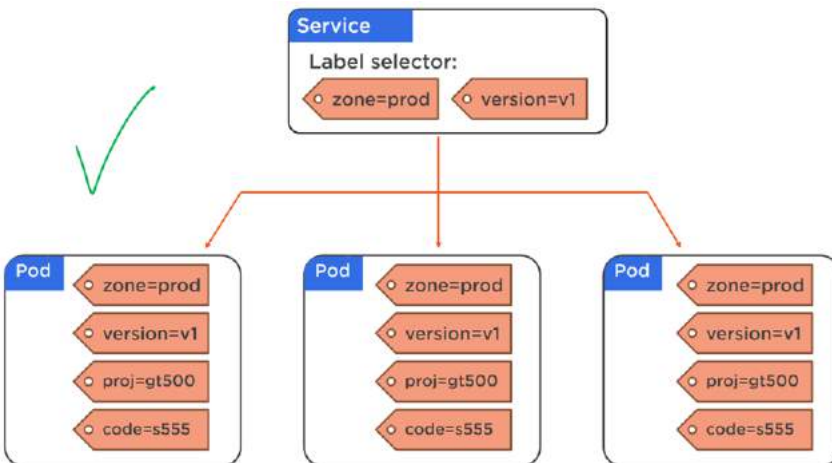 Service
Label selector:
zone=prod version=v1
Pod Pod Pod
zone=prod zone=prod zone=prod
version=v1 version=v1 version=v1
proj=gt500 proj=gt500 proj=gt500
code=s555 code=s555 code=s555